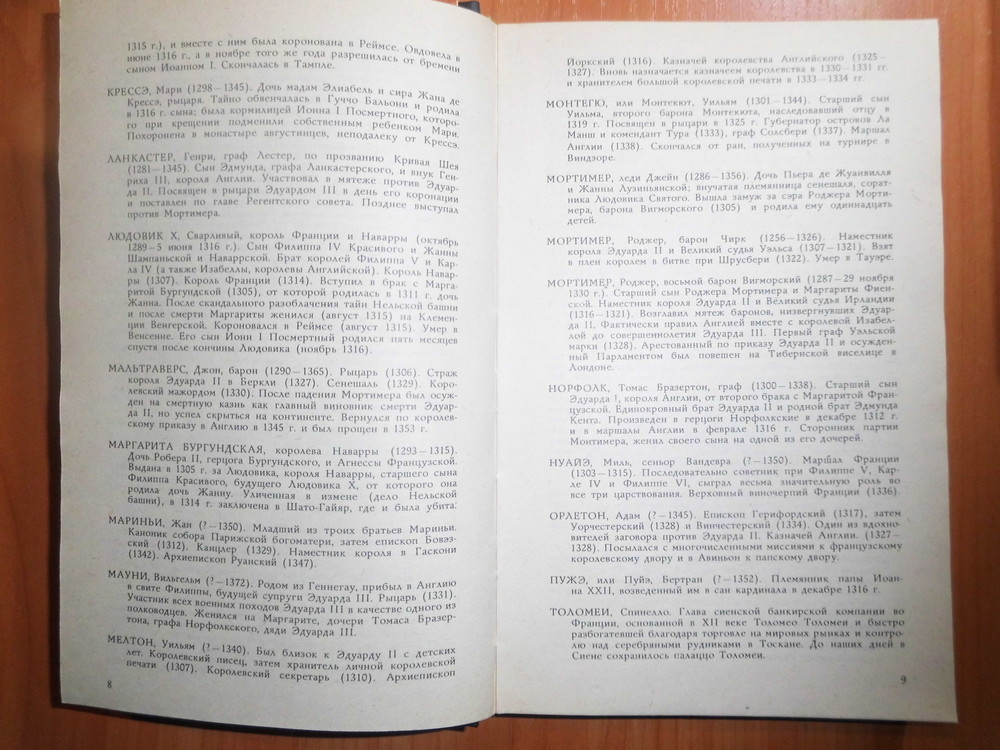 1315 г.), и вместе с ним была коронована в Реймсе. Овдовела в
июне 1316 г., а в ноябре того же года разрешилась от бремени
сыном Иоанном I. Скончалась в Тампле.
КРЕССЭ, Мари (1298—1345). Дочь мадам Элиабель и сира Жана де
Крессэ, рыцаря. Тайно обвенчалась в Гуччо Бальони и родила
в 1316 г. сына; была кормилицей Иоанна I Посмертного, которо-
го при крещении подменили собственным ребенком Мари.
Похоронена в монастыре августинцев, неподалеку от Крессэ.
ЛАНКАСТЕР, Генри, граф Лестер, по прозванию Кривая Шея
(1281—1345). Сын Эдмунда, графа Ланкастерского, и внук Ген-
риха III, короля Англии. Участвовал в мятеже против Эдуар-
да II. Посвящен в рыцари Эдуардом III в день его коронации
и поставлен по главе Регентского совета. Позднее выступал
против Мортимера.
ЛЮДОВИК X, Сварливый, король Франции и Наварры (октябрь
1289—5 июня 1316 г.). Сын Филиппа IV Красивого и Жанны
Шампаньской и Наваррской. Брат королей Филиппа V и Кар-
ла IV (а также Изабеллы, королевы Английской). Король Навар-
ры (1307). Король Франции (1314). Вступил в брак с Марга-
ритой Бургундской (1305), от которой родилась в 1311 г. дочь
Жанна. После скандального разоблачения тайн Нельской башни
и после смерти Маргариты женился (август 1315) на Клемен-
ции Венгерской. Короновался в Реймсе (август 1315). Умер в
Венсенне. Его сын Иоанн I Посмертный родился пять месяцев
спустя после кончины Людовика (ноябрь 1316).
МАЛЬТРАВЕРС, Джон, барон (1290—1365). Рыцарь (1306). Страж
короля Эдуарда II в Беркли (1327). Сенешаль (1329). Коро-
левский мажордом (1330). После падения Мортимера был осуж-
ден на смертную казнь как главный виновник смерти Эдуар-
да II, но успел скрыться на континенте. Вернулся по королев-
скому приказу в Англию в 1345 г. и был прощен в 1353 г.
МАРГАРИТА БУРГУНДСКАЯ, королева Наварры (1293—1315).
Дочь Робера II, герцога Бургундского, и Агнессы Французской.
Выдана в 1305 г. за Людовика, короля Наварры, старшего сына
Филиппа Красивого, будущего Людовика X, от которого она
родила дочь Жанну. Уличенная в измене (дело Нельской
башни), в 1314 г. заключена в Шато-Гайяр, где и была убита.
МАРИНЬИ, Жан (?—1350). Младший из троих братьев Мариньи.
Каноник собора Парижской богоматери, затем епископ Бовэз-
ский (1312). Канцлер (1329). Наместник короля в Гаскони
(1342). Архиепископ Руанский (1347).
МАУНИ, Вильгельм (?—1372). Родом из Геннегау, прибыл в Англию
в свите Филиппы, будущей супруги Эдуарда III. Рыцарь (1331).
Участник всех военных походов Эдуарда III в качестве одного из
полководцев. Женился на Маргарите, дочери Томаса Бразер-
тона, графа Норфолкского, дяди Эдуарда III.
МЕЛТОН, Уильям (?—1340). Был близок к Эдуарду II с детских
лет. Королевский писец, затем хранитель личной королевской
печати (1307). Королевский секретарь (1310). Архиепископ
8
Йоркский (1316). Казначей королевства Английского (1325—
1327). Вновь назначается казначеем королевства в 1330—1331 гг.
и хранителем большой королевской печати в 1333—1334 гг.
МОНТЕГЮ, или Монтекют, Уильям (1301—1344). Старший сын
Уильма, второго барона Монтекюта, наследовавший отцу в
1319 г. Посвящен в рыцари в 1325 г. Губернатор островов Ла
Манш и комендант Тура (1333), граф Солсбери (1337). Маршал
Англии (1338). Скончался от ран, полученных на турнире в
Виндзоре.
МОРТИМЕР, леди Джейн (1286—1356). Дочь Пьера де Жуанвилля
и Жанны Лузиньянской; внучатая племянница сенешаля, сорат-
ника Людовика Святого. Вышла замуж за сэра Роджера Морти-
мера, барона Вигморского (1305) и родила ему одиннадцать
детей.
МОРТИМЕР, Роджер, барон Чирк (1256—1326). Наместник
короля Эдуарда II и Великий судья Уэльса (1307—1321). Взят
в плен королем в битве при Шрусбери (1322). Умер в Тауэре.
МОРТИМЕР, Роджер, восьмой барон Вигморский (1287—29 ноября
1330 г.). Старший сын Роджера Мортимера и Маргариты Фиен-
ской. Наместник короля Эдуарда II и Великий судья Ирландии
(1316—1321). Возглавил мятеж баронов, низвергнувших Эдуар-
да II. Фактически правил Англией вместе с королевой Изабел-
лой до совершеннолетия Эдуарда III. Первый граф Уэльской
марки (1328). Арестованный по приказу Эдуарда II и осужден-
ный Парламентом был повешен на Тибернской виселице в
Лондоне.
НОРФОЛК, Томас Бразертон, граф (1300—1338). Старший сын
Эдуарда I, короля Англии, от второго брака с Маргаритой Фран-
цузской. Единокровный брат Эдуарда II и родной брат Эдмунда
Кента. Произведен в герцоги Норфолкские в декабре 1312 г.
и в маршалы Англии в феврале 1316 г. Сторонник партии
Монтимера, женил своего сына на одной из его дочерей.
НУАЙЭ, Миль, сеньор Вандевра (?—1350). Маршал Франции
(1303—1315). Последовательно советник при Филиппе V, Кар-
ле IV и Филиппе VI, сыграл весьма значительную роль во
все три царствования. Верховный виночерпий Франции (1336).
ОРЛЕТОН, Адам (?—1345). Епископ Герифордский (1317), затем
Уорчестерский (1328) и Винчестерский (1334). Один из вдохно-
вителей заговора против Эдуарда II. Казначей Англии. (1327—
1328). Посылался с многочисленными миссиями к французскому
королевскому двору и в Авиньон к папскому двору.
ПУЖЭ, или Пуйэ, Бертран (?—1352). Племянник папы Иоан-
на XXII, возведенный им в сан кардинала в декабре 1316 г.
ТОЛОМЕИ, Спинелло. Глава сиенской банкирской компании во
Франции, основанной в XII веке Толомео Толомеи и быстро
разбогатевшей благодаря торговле на мировых рынках и контро-
лю над серебряными рудниками в Тоскане. До наших дней в
Сиене сохранилось палаццо Толомеи.
9